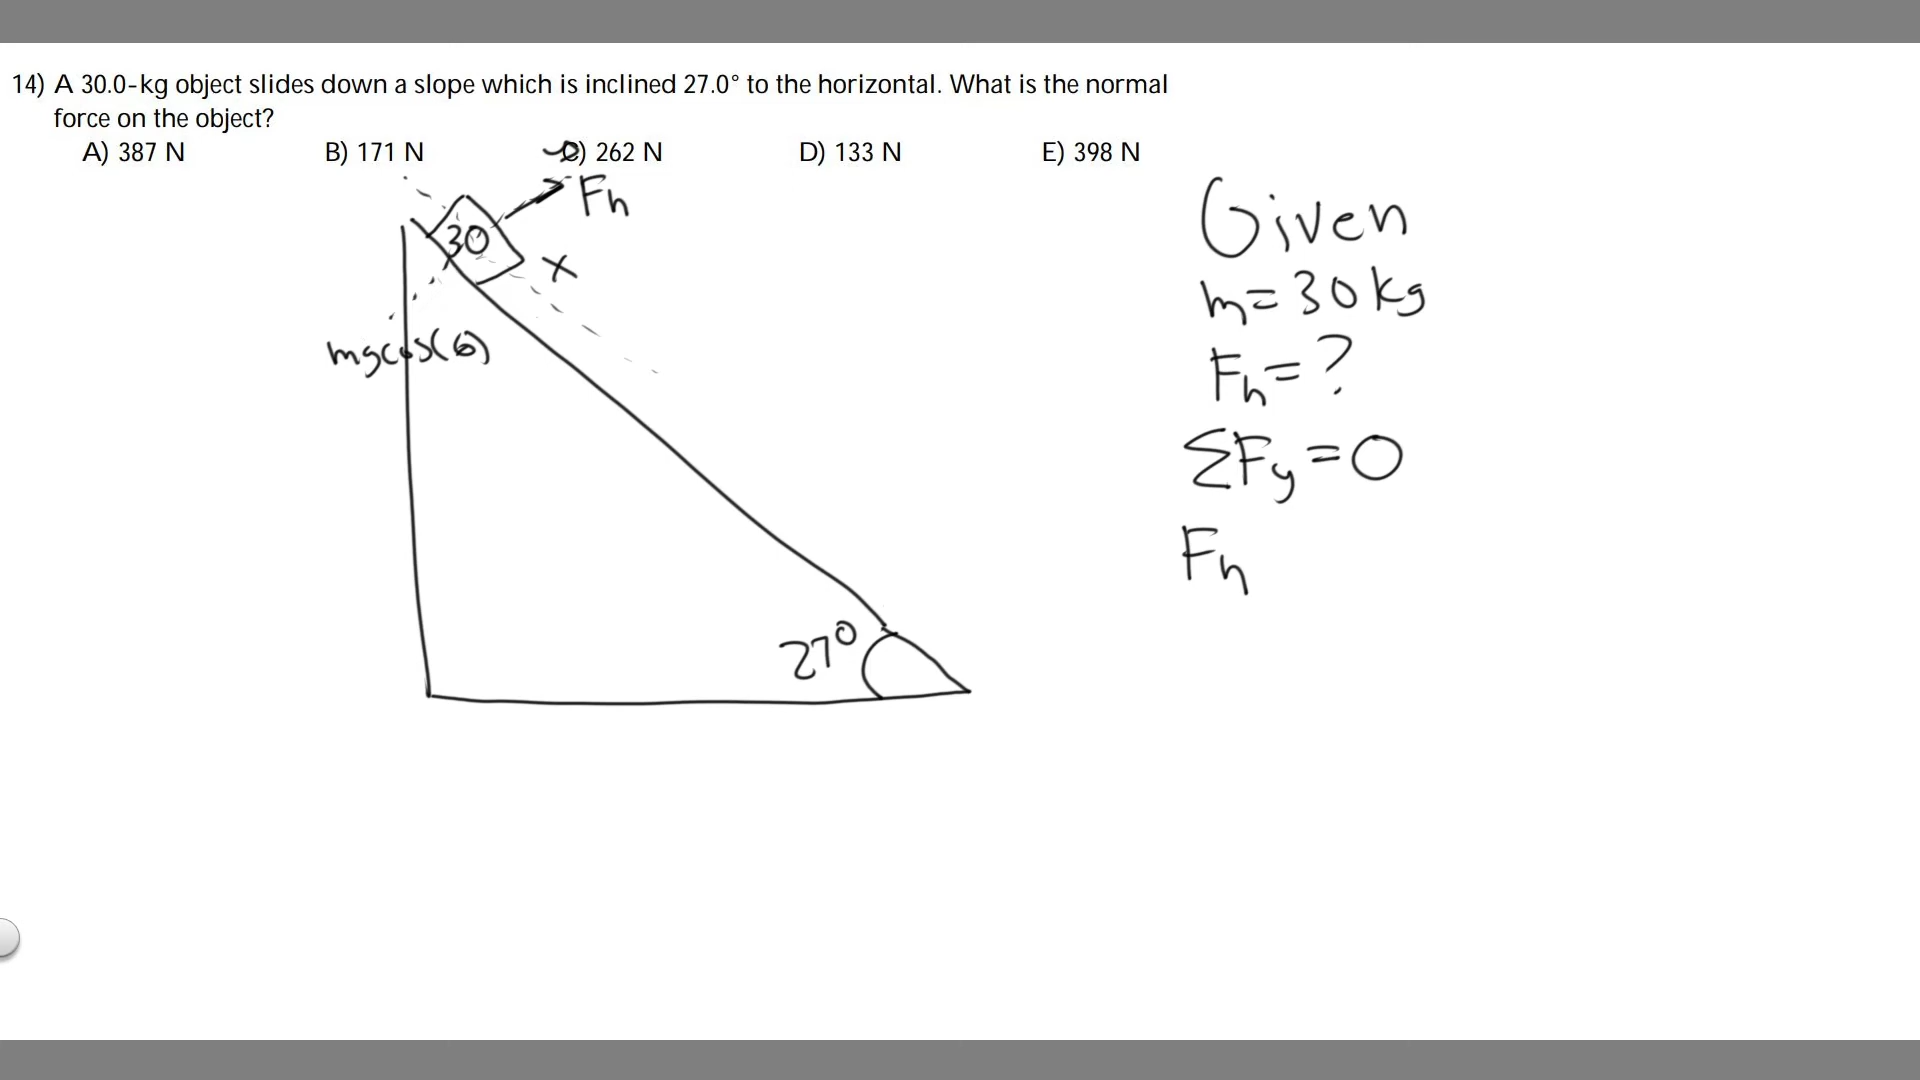 14) A 30.0-kg object slides down a slope which is inclined 27.0° to the horizontal. What is the normal
force on the object?
A) 387 N B) 171 N C) 262 N D) 133 N E) 398 N
Fn
30
x
mgcos(θ)
27°
Given
m=30kg
Fn=?
ΣFy=0
Fn